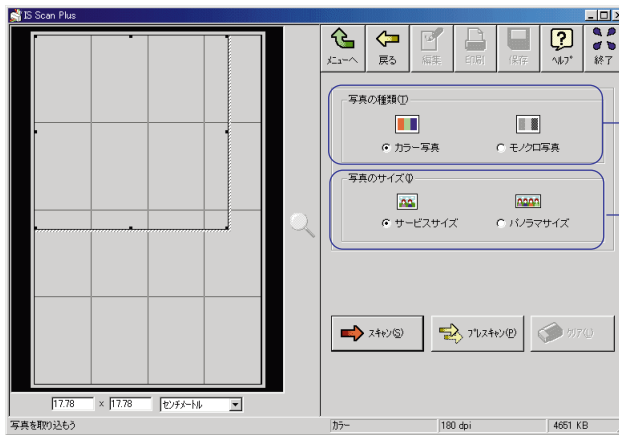 IS Scan Plus
ﾒﾆｭｰへ
戻る
編集
印刷
保存
ﾍﾙﾌﾟ
終了
写真の種類(T)
カラー写真
モノクロ写真
写真のサイズ(I)
サービスサイズ
パノラマサイズ
ｽｷｬﾝ(S)
ﾌﾟﾚｽｷｬﾝ(P)
ｸﾘｱ(L)
17.78 × 17.78 ｾﾝﾁﾒｰﾄﾙ
写真を取り込もう
ｶﾗｰ
180 dpi
4651 KB